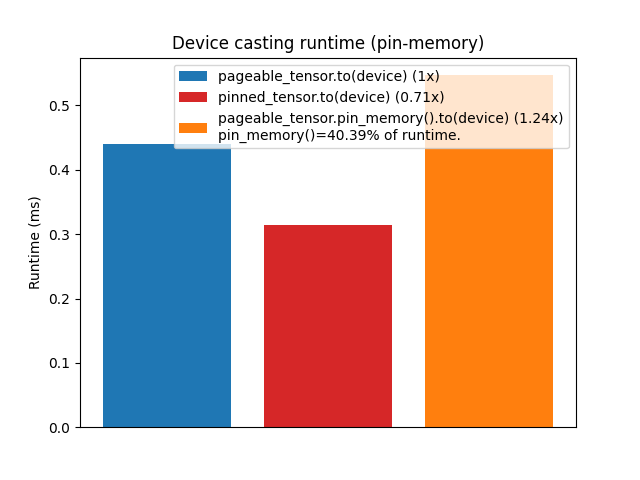 Device casting runtime (pin-memory)
pageable_tensor.to(device) (1x)
pinned_tensor.to(device) (0.71x)
pageable_tensor.pin_memory().to(device) (1.24x)
pin_memory()=40.39% of runtime.
Runtime (ms)
0.5
0.4
0.3
0.2
0.1
0.0